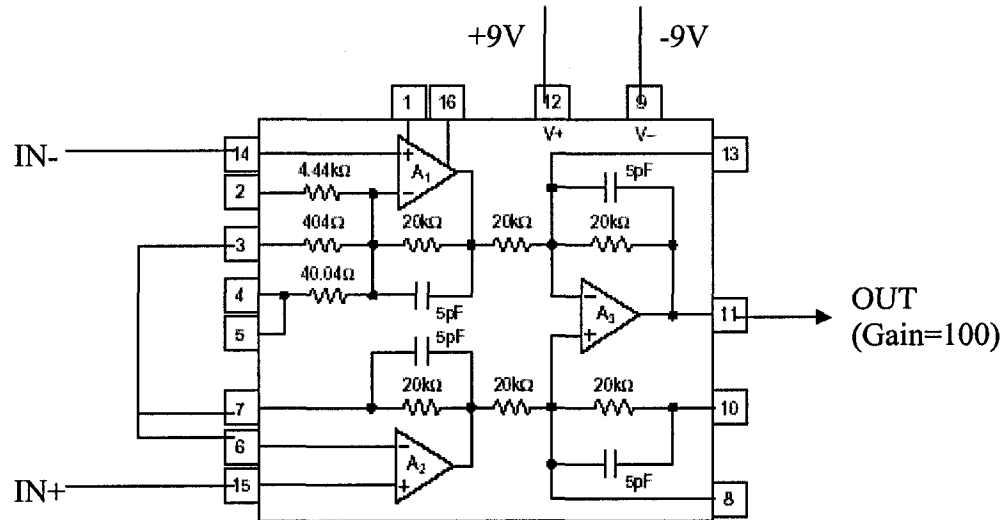 +9V
-9V
1
16
12
9
V+
V–
IN-
14
+
A1
–
13
5pF
2
4.44kΩ
3
404Ω
20kΩ
20kΩ
20kΩ
4
40.04Ω
5pF
5
–
A3
+
11
OUT
(Gain=100)
5pF
7
20kΩ
20kΩ
20kΩ
10
6
–
A2
+
5pF
IN+
15
8